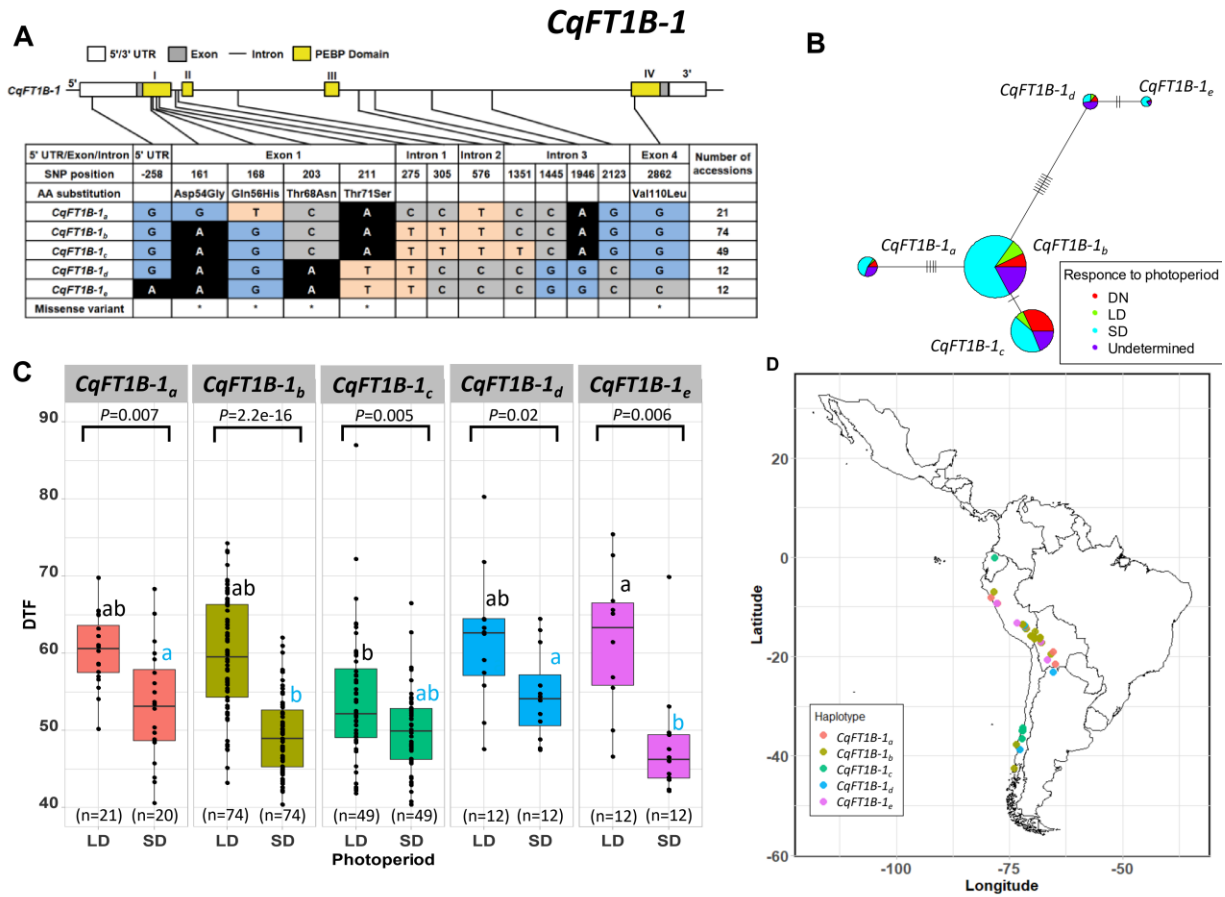 CqFT1B-1
A
5'/3' UTR Exon Intron PEBP Domain
CqFT1B-1 5' I II III IV 3'
5' UTR/Exon/Intron 5' UTR Exon 1 Intron 1 Intron 2 Intron 3 Exon 4 Number of accessions
SNP position -258 161 168 203 211 275 305 576 1351 1445 1946 2123 2862
AA substitution Asp54Gly Gln56His Thr68Asn Thr71Ser Val110Leu
CqFT1B-1a G G T C A C C T C C A G G 21
CqFT1B-1b G A G C A T T T C C A G G 74
CqFT1B-1c G A G C A T T T T C A G G 49
CqFT1B-1d G A G A T T C C C G G C G 12
CqFT1B-1e A A G A T T C C C G G C C 12
Missense variant * * * * *
B
CqFT1B-1d
CqFT1B-1e
CqFT1B-1a
CqFT1B-1b
CqFT1B-1c
Responce to photoperiod
DN
LD
SD
Undetermined
C
CqFT1B-1a CqFT1B-1b CqFT1B-1c CqFT1B-1d CqFT1B-1e
P=0.007 P=2.2e-16 P=0.005 P=0.02 P=0.006
90
80
70
60
50
40
DTF
ab a ab b b ab ab a a b
(n=21) (n=20) (n=74) (n=74) (n=49) (n=49) (n=12) (n=12) (n=12) (n=12)
LD SD LD SD LD SD LD SD LD SD
Photoperiod
D
20
0
-20
-40
-60
Latitude
Haplotype
CqFT1B-1a
CqFT1B-1b
CqFT1B-1c
CqFT1B-1d
CqFT1B-1e
-100 -75 -50
Longitude